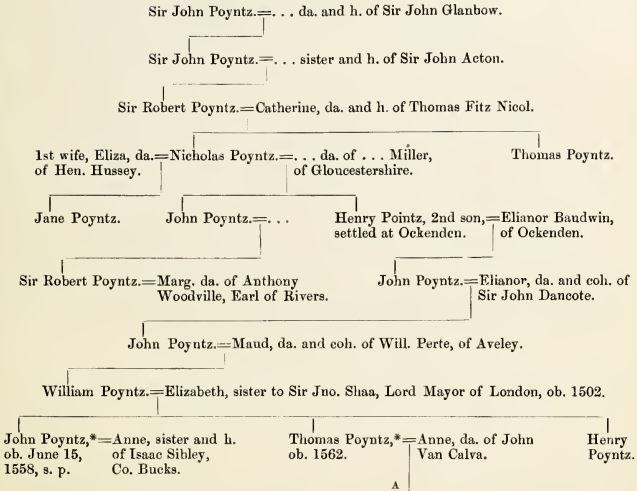 Sir John Poyntz.=. . . da. and h. of Sir John Glanbow.
Sir John Poyntz.=. . . sister and h. of Sir John Acton.
Sir Robert Poyntz.=Catherine, da. and h. of Thomas Fitz Nicol.
1st wife, Eliza, da.=Nicholas Poyntz.=. . . da. of . . . Miller,
of Hen. Hussey.
of Gloucestershire.
Thomas Poyntz.
Jane Poyntz.
John Poyntz.=. . .
Henry Pointz, 2nd son,=Elianor Baudwin,
settled at Ockenden.
of Ockenden.
Sir Robert Poyntz.=Marg. da. of Anthony
Woodville, Earl of Rivers.
John Poyntz.=Elianor, da. and coh. of
Sir John Dancote.
John Poyntz.=Maud, da. and coh. of Will. Perte, of Aveley.
William Poyntz.=Elizabeth, sister to Sir Jno. Shaa, Lord Mayor of London, ob. 1502.
John Poyntz,*=Anne, sister and h.
ob. June 15,
of Isaac Sibley,
1558, s. p.
Co. Bucks.
Thomas Poyntz,*=Anne, da. of John
ob. 1562.
Van Calva.
Henry
Poyntz.
A